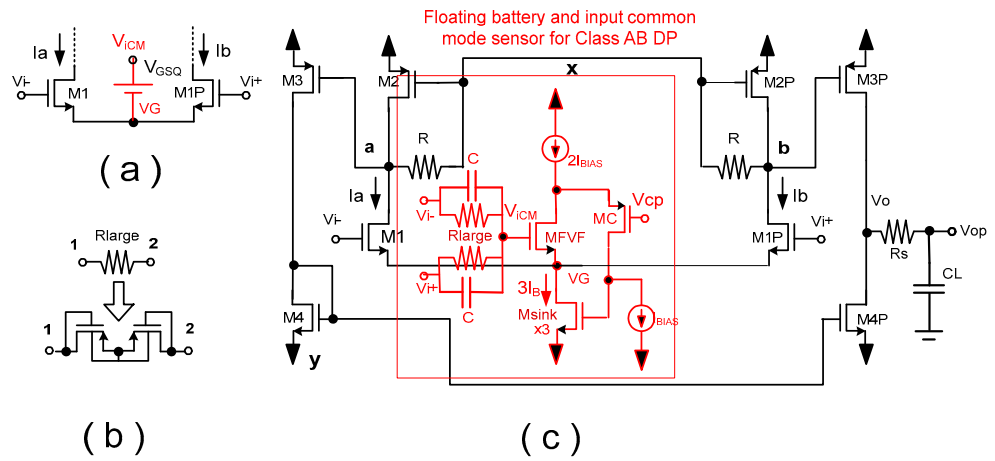 Floating battery and input common
mode sensor for Class AB DP
ViCM
Ia
VGSQ
Ib
Vi-
M1
M1P
Vi+
VG
( a )
Rlarge
1
2
1
2
( b )
M3
M2
x
M2P
M3P
a
R
R
b
2IBIAS
C
Ia
Vi-
ViCM
Vcp
MC
Ib
Vi-
M1
Rlarge
MFVF
M1P
Vi+
Vo
Vop
Rs
Vi+
VG
C
3IB
CL
M4
Msink
x3
IBIAS
M4P
y
( c )